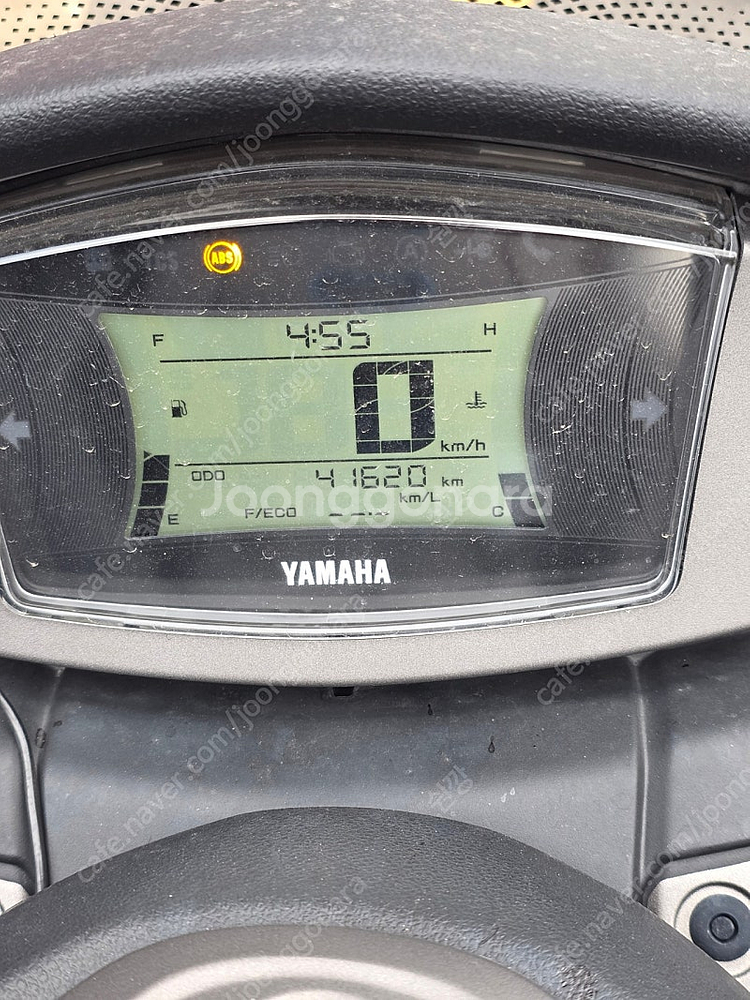 ABS
F 4:55 H
0 km/h
ODO 41620 km
km/L
E F/ECO --.- C
YAMAHA
Joonggonara
cafe.naver.com/joonggonara